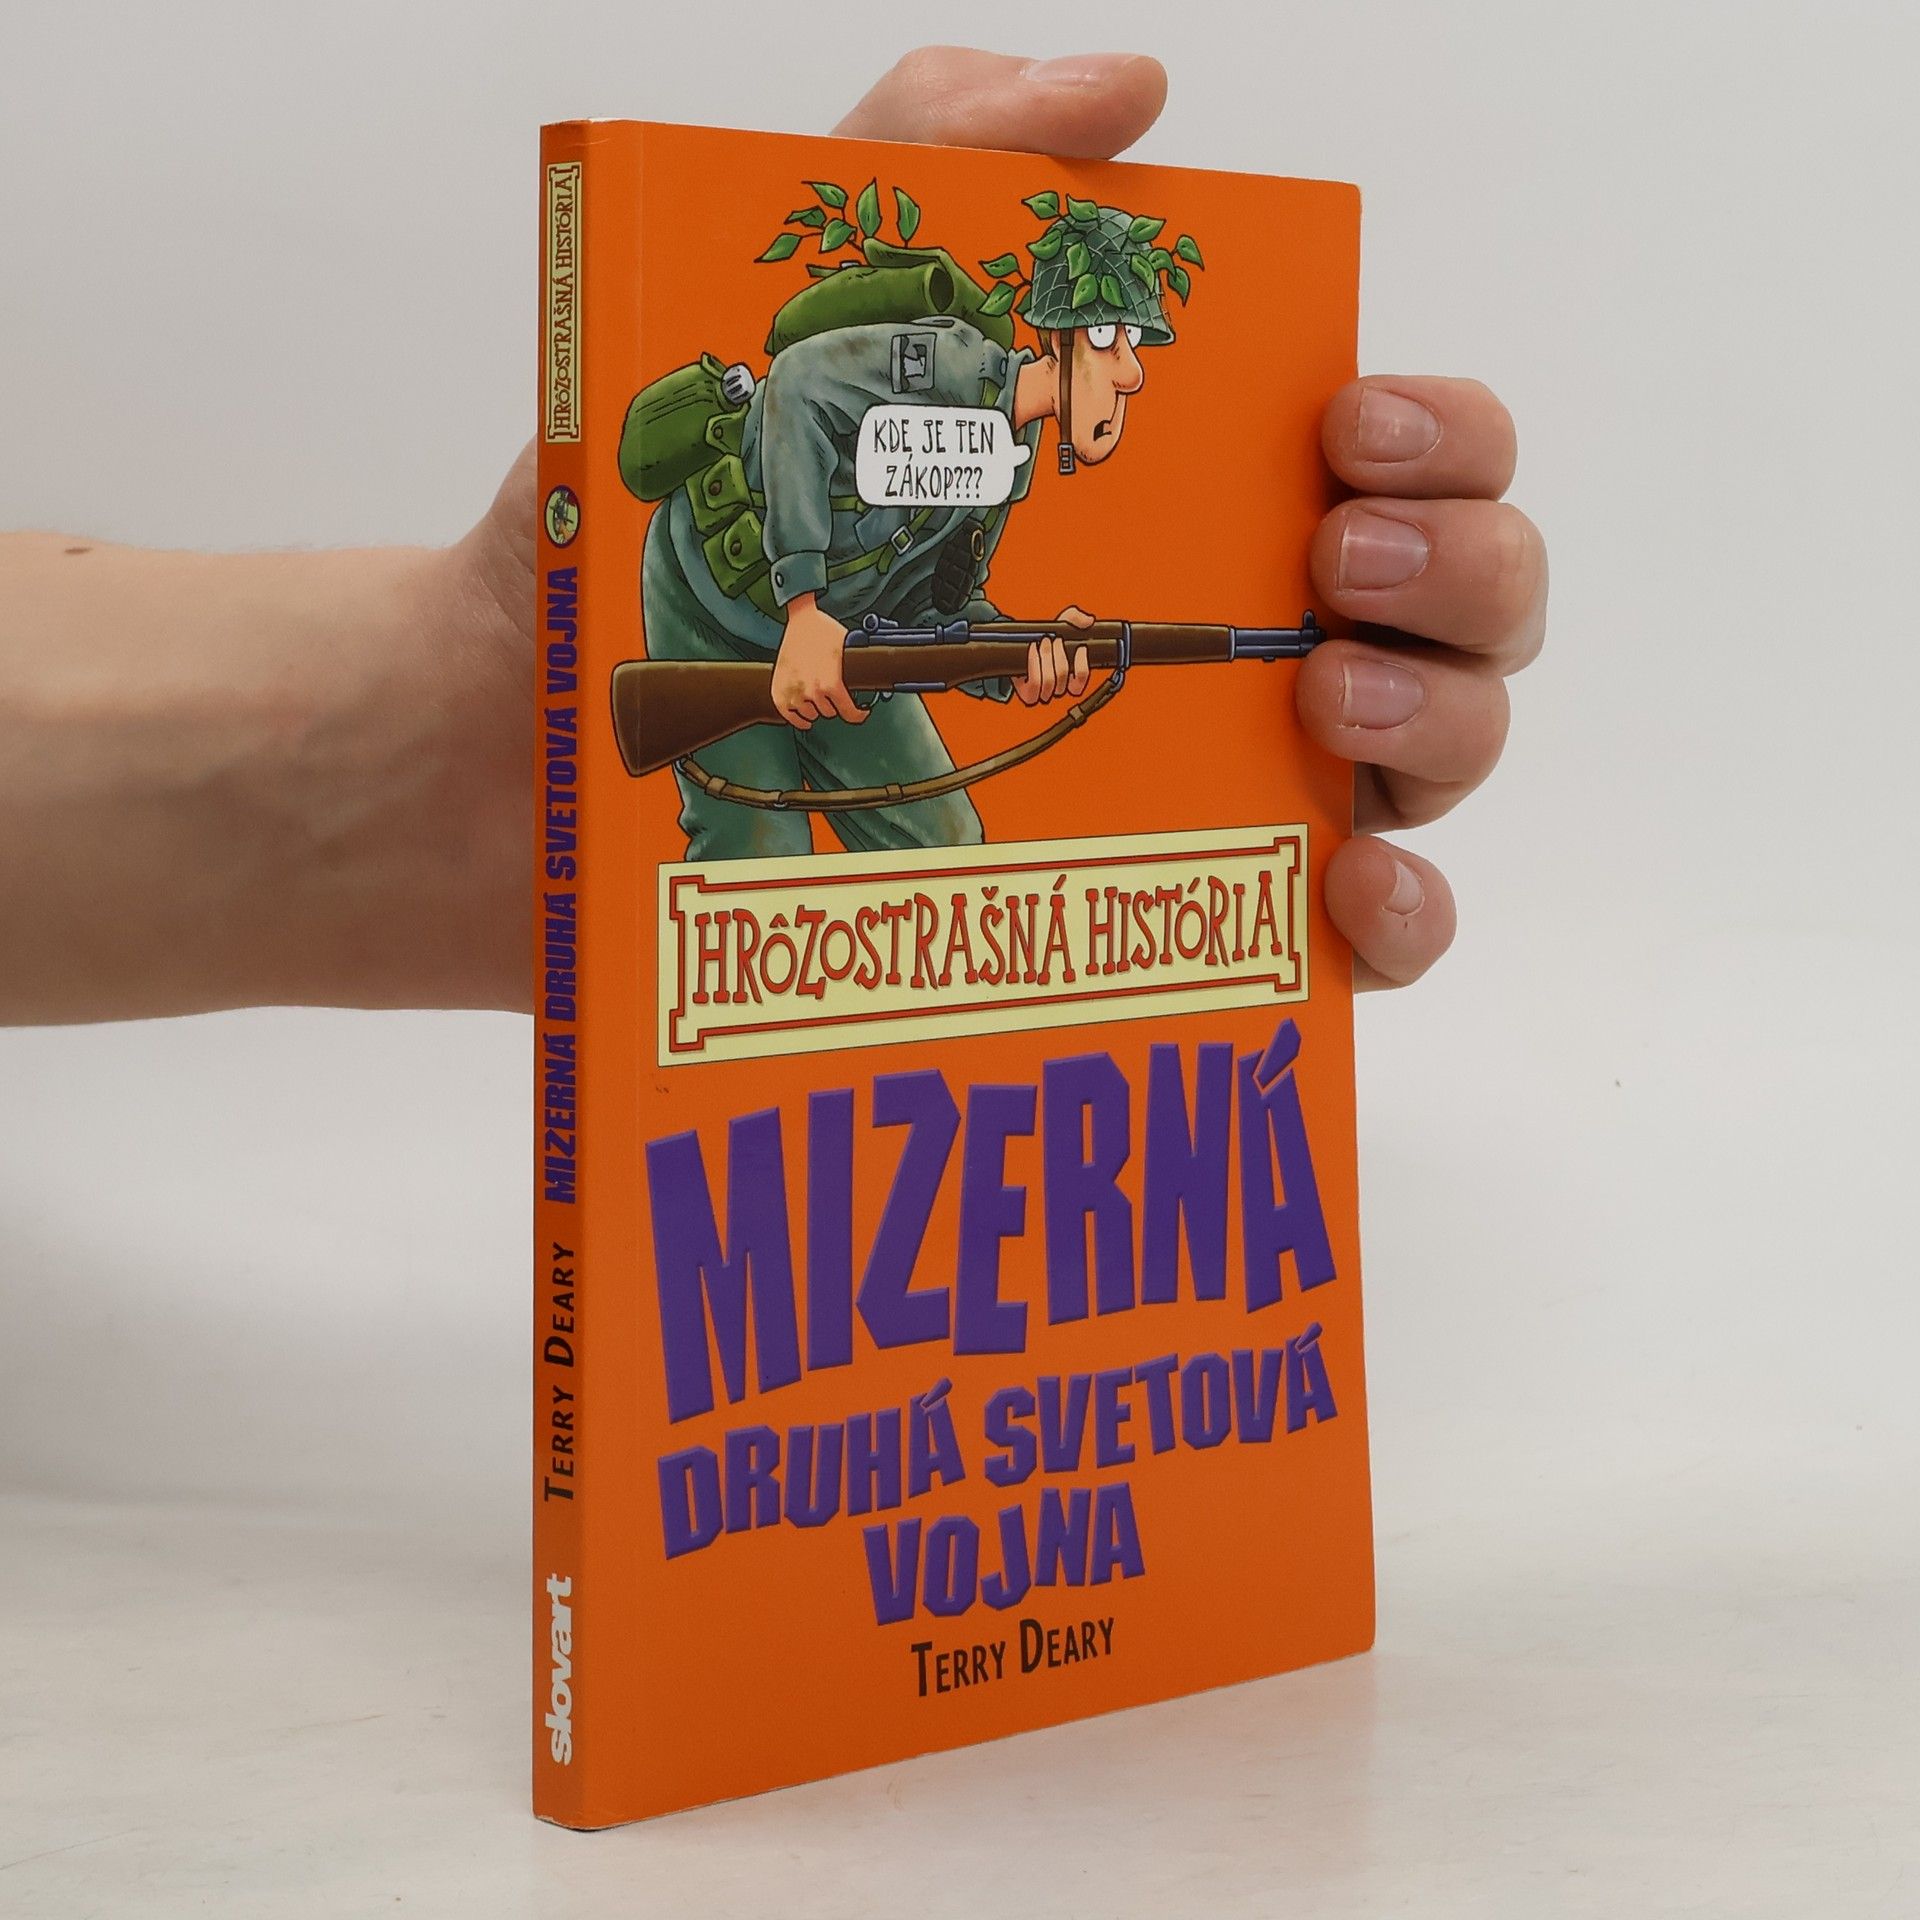 HRÔZOSTRAŠNÁ HISTÓRIA
MIZERNÁ DRUHÁ SVETOVÁ VOJNA
TERRY DEARY
slovart
KDE JE TEN
ZÁKOP???
HRÔZOSTRAŠNÁ HISTÓRIA
MIZERNÁ
DRUHÁ SVETOVÁ
VOJNA
TERRY DEARY